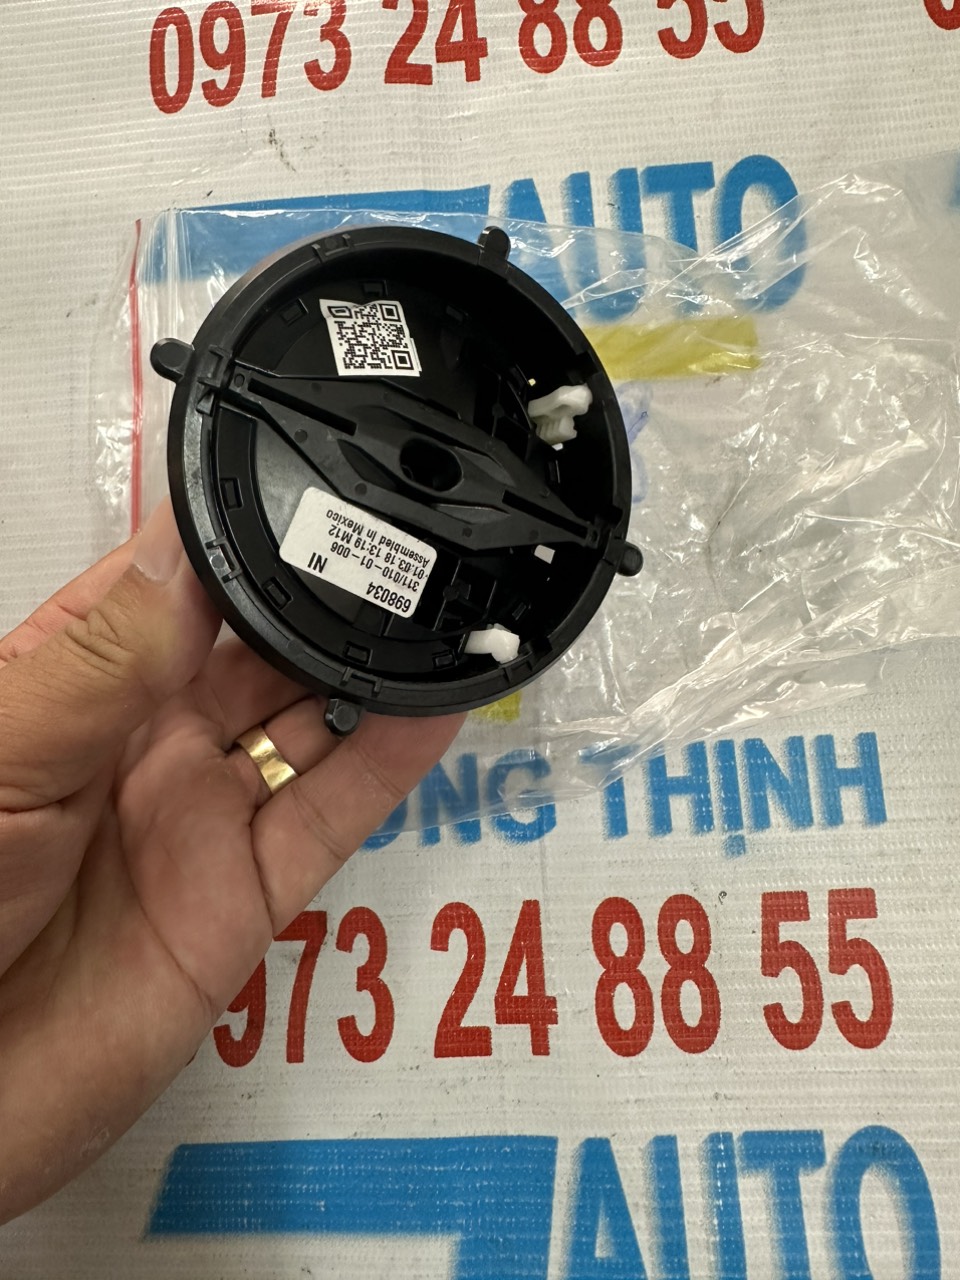 0973 24 88 55
AUTO
698034
NI
311/010-01-006
01.03.18 13:19 M12
Assembled in Mexico
THỊNH
973 24 88 55
AUTO